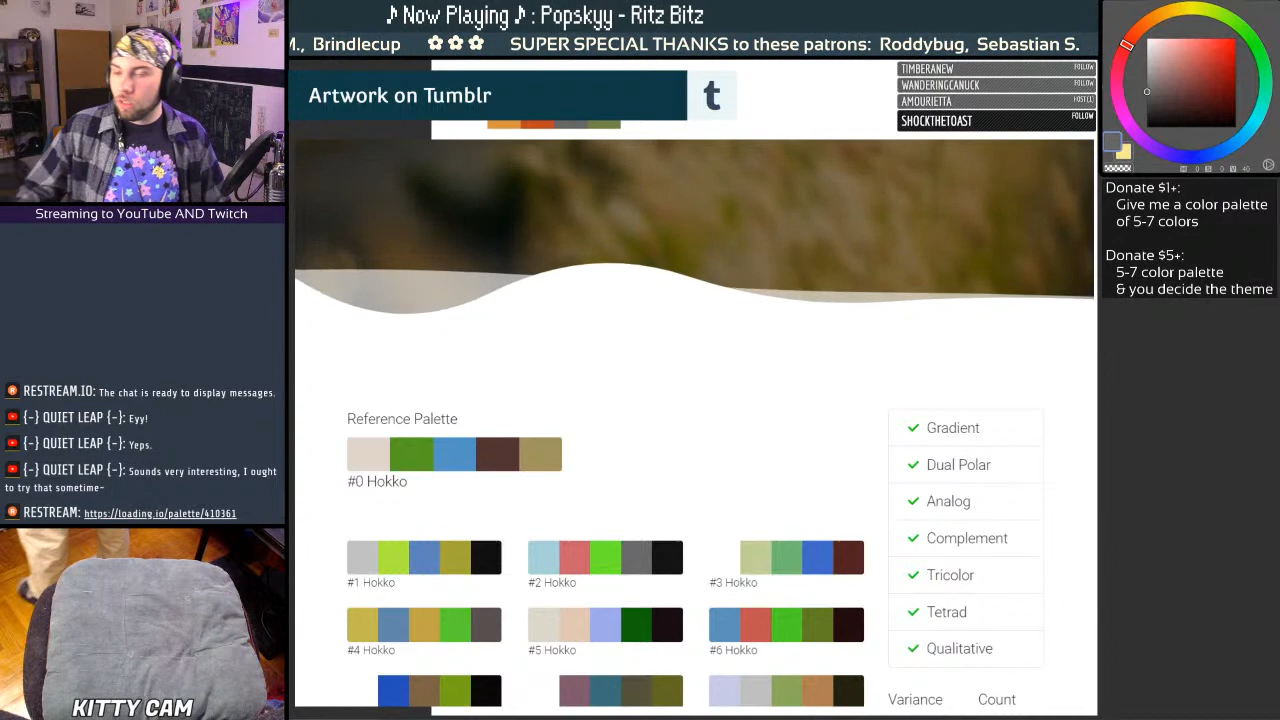 ♪ Now Playing ♪ : Popskyy - Ritz Bitz
M., Brindlecup ✿ ✿ ✿ SUPER SPECIAL THANKS to these patrons: Roddybug, Sebastian S.
Artwork on Tumblr
t
TIMBERANEW FOLLOW
WANDERINGCANUCK FOLLOW
AMOURIETTA HOST(1)
SHOCKTHETOAST FOLLOW
Streaming to YouTube AND Twitch
Donate $1+:
Give me a color palette
of 5-7 colors
Donate $5+:
5-7 color palette
& you decide the theme
RESTREAM.IO: The chat is ready to display messages.
{-} QUIET LEAP {-}: Eyy!
{-} QUIET LEAP {-}: Yeps.
{-} QUIET LEAP {-}: Sounds very interesting, I ought
to try that sometime~
RESTREAM: https://loading.io/palette/410361
KITTY CAM
Reference Palette
#0 Hokko
#1 Hokko
#2 Hokko
#3 Hokko
#4 Hokko
#5 Hokko
#6 Hokko
Gradient
Dual Polar
Analog
Complement
Tricolor
Tetrad
Qualitative
Variance Count